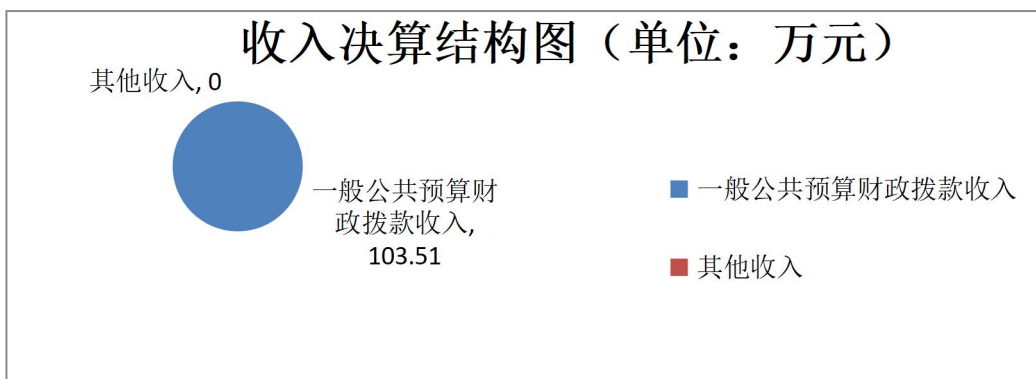 收入决算结构图（单位：万元）
其他收入, 0
一般公共预算财
政拨款收入,
103.51
一般公共预算财政拨款收入
其他收入